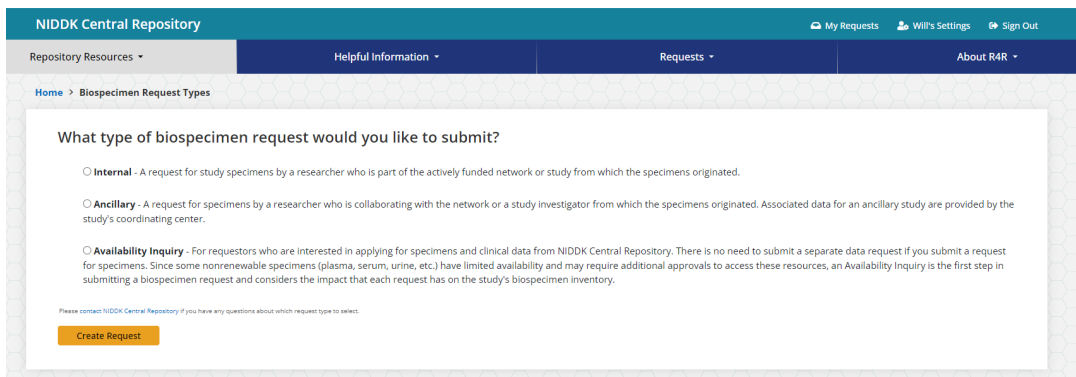 NIDDK Central Repository
My Requests Will's Settings Sign Out
Repository Resources Helpful Information Requests About R4R
Home > Biospecimen Request Types
What type of biospecimen request would you like to submit?
Internal - A request for study specimens by a researcher who is part of the actively funded network or study from which the specimens originated.
Ancillary - A request for specimens by a researcher who is collaborating with the network or a study investigator from which the specimens originated. Associated data for an ancillary study are provided by the
study's coordinating center.
Availability Inquiry - For requestors who are interested in applying for specimens and clinical data from NIDDK Central Repository. There is no need to submit a separate data request if you submit a request
for specimens. Since some nonrenewable specimens (plasma, serum, urine, etc.) have limited availability and may require additional approvals to access these resources, an Availability Inquiry is the first step in
submitting a biospecimen request and considers the impact that each request has on the study's biospecimen inventory.
Please contact NIDDK Central Repository if you have any questions about which request type to select.
Create Request